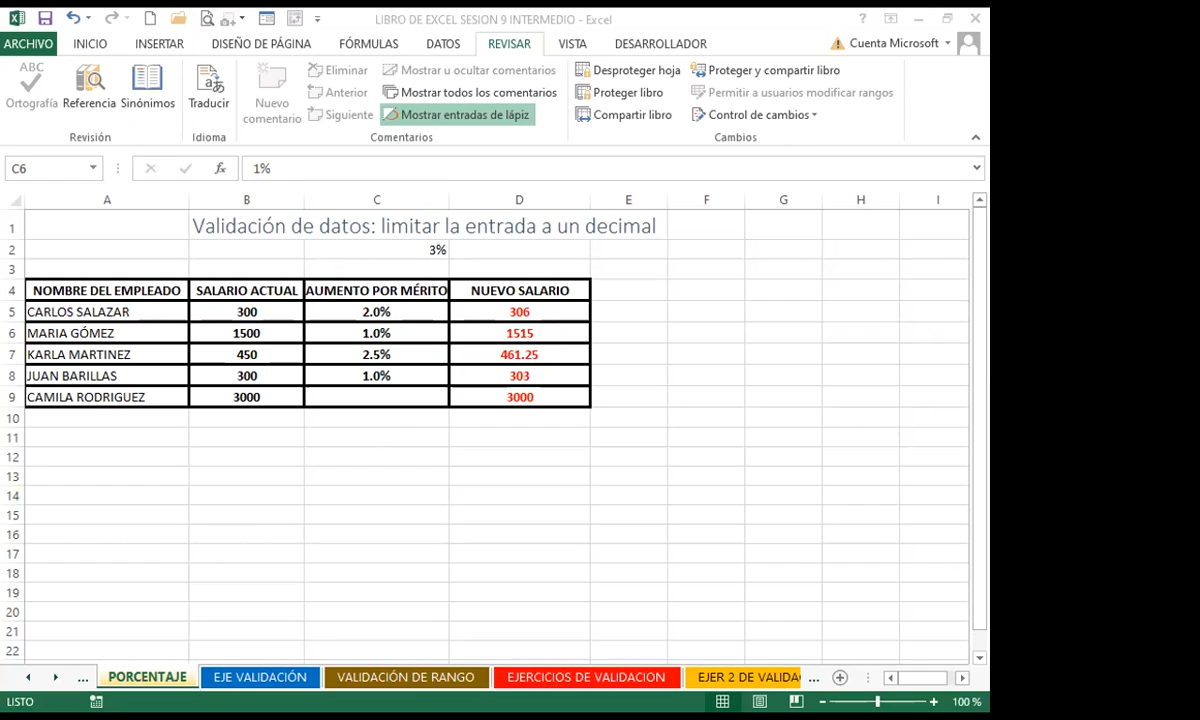 LIBRO DE EXCEL SESION 9 INTERMEDIO - Excel
ARCHIVO INICIO INSERTAR DISEÑO DE PÁGINA FÓRMULAS DATOS REVISAR VISTA DESARROLLADOR Cuenta Microsoft
ABC Eliminar Mostrar u ocultar comentarios Desproteger hoja Proteger y compartir libro
Ortografía Referencia Sinónimos Traducir Nuevo comentario Anterior Mostrar todos los comentarios Proteger libro Permitir a usuarios modificar rangos
Siguiente Mostrar entradas de lápiz Compartir libro Control de cambios
Revisión Idioma Comentarios Cambios
C6 fx 1%
A B C D E F G H I
1 Validación de datos: limitar la entrada a un decimal
2 3%
3
4 NOMBRE DEL EMPLEADO SALARIO ACTUAL AUMENTO POR MÉRITO NUEVO SALARIO
5 CARLOS SALAZAR 300 2.0% 306
6 MARIA GÓMEZ 1500 1.0% 1515
7 KARLA MARTINEZ 450 2.5% 461.25
8 JUAN BARILLAS 300 1.0% 303
9 CAMILA RODRIGUEZ 3000 3000
10
11
12
13
14
15
16
17
18
19
20
21
22
... PORCENTAJE EJE VALIDACIÓN VALIDACIÓN DE RANGO EJERCICIOS DE VALIDACION EJER 2 DE VALIDA ...
LISTO 100 %